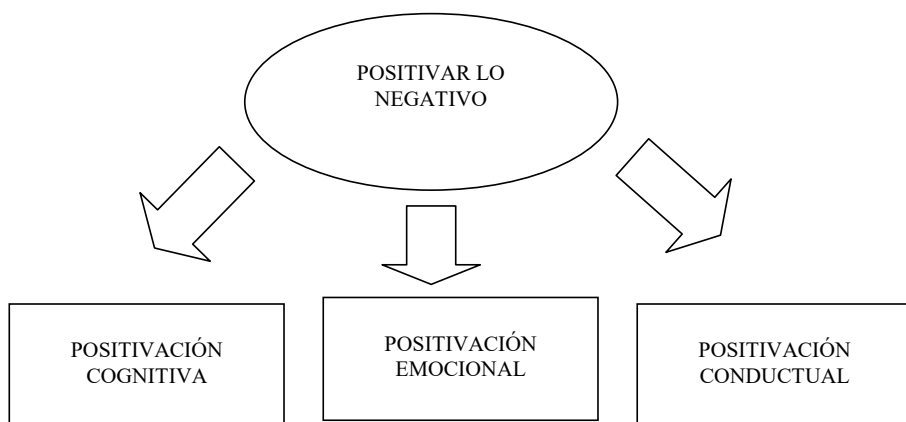 POSITIVAR LO
NEGATIVO
POSITIVACIÓN
COGNITIVA
POSITIVACIÓN
EMOCIONAL
POSITIVACIÓN
CONDUCTUAL